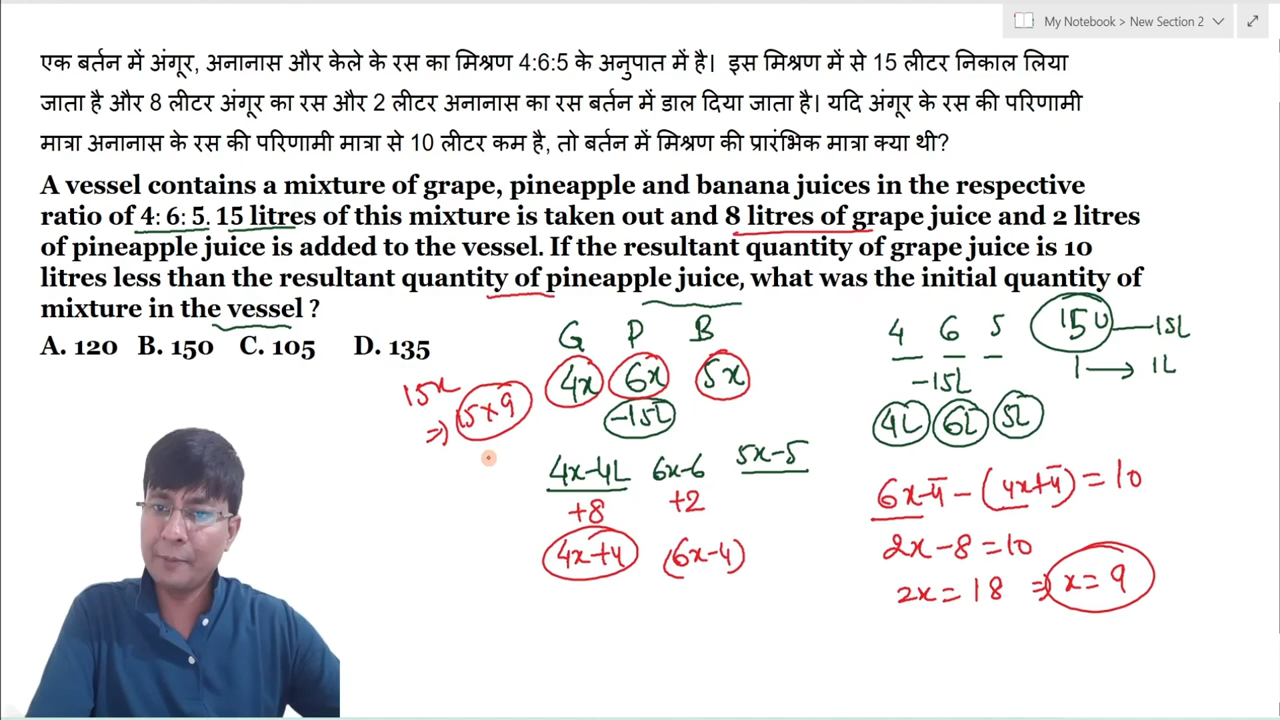 My Notebook > New Section 2
एक बर्तन में अंगूर, अनानास और केले के रस का मिश्रण 4:6:5 के अनुपात में है। इस मिश्रण में से 15 लीटर निकाल लिया
जाता है और 8 लीटर अंगूर का रस और 2 लीटर अनानास का रस बर्तन में डाल दिया जाता है। यदि अंगूर के रस की परिणामी
मात्रा अनानास के रस की परिणामी मात्रा से 10 लीटर कम है, तो बर्तन में मिश्रण की प्रारंभिक मात्रा क्या थी?
A vessel contains a mixture of grape, pineapple and banana juices in the respective
ratio of 4: 6: 5. 15 litres of this mixture is taken out and 8 litres of grape juice and 2 litres
of pineapple juice is added to the vessel. If the resultant quantity of grape juice is 10
litres less than the resultant quantity of pineapple juice, what was the initial quantity of
mixture in the vessel ?
A. 120 B. 150 C. 105 D. 135
G P B
4x 6x 5x
-15L
15x
=> 15×9
4x-4L 6x-6 5x-5
+8 +2
4x+4 (6x-4)
4 6 5 -15L
1 → 1L
-15L
4L 6L 5L
6x-4 - (4x+4) = 10
2x-8 = 10
2x = 18 => x = 9